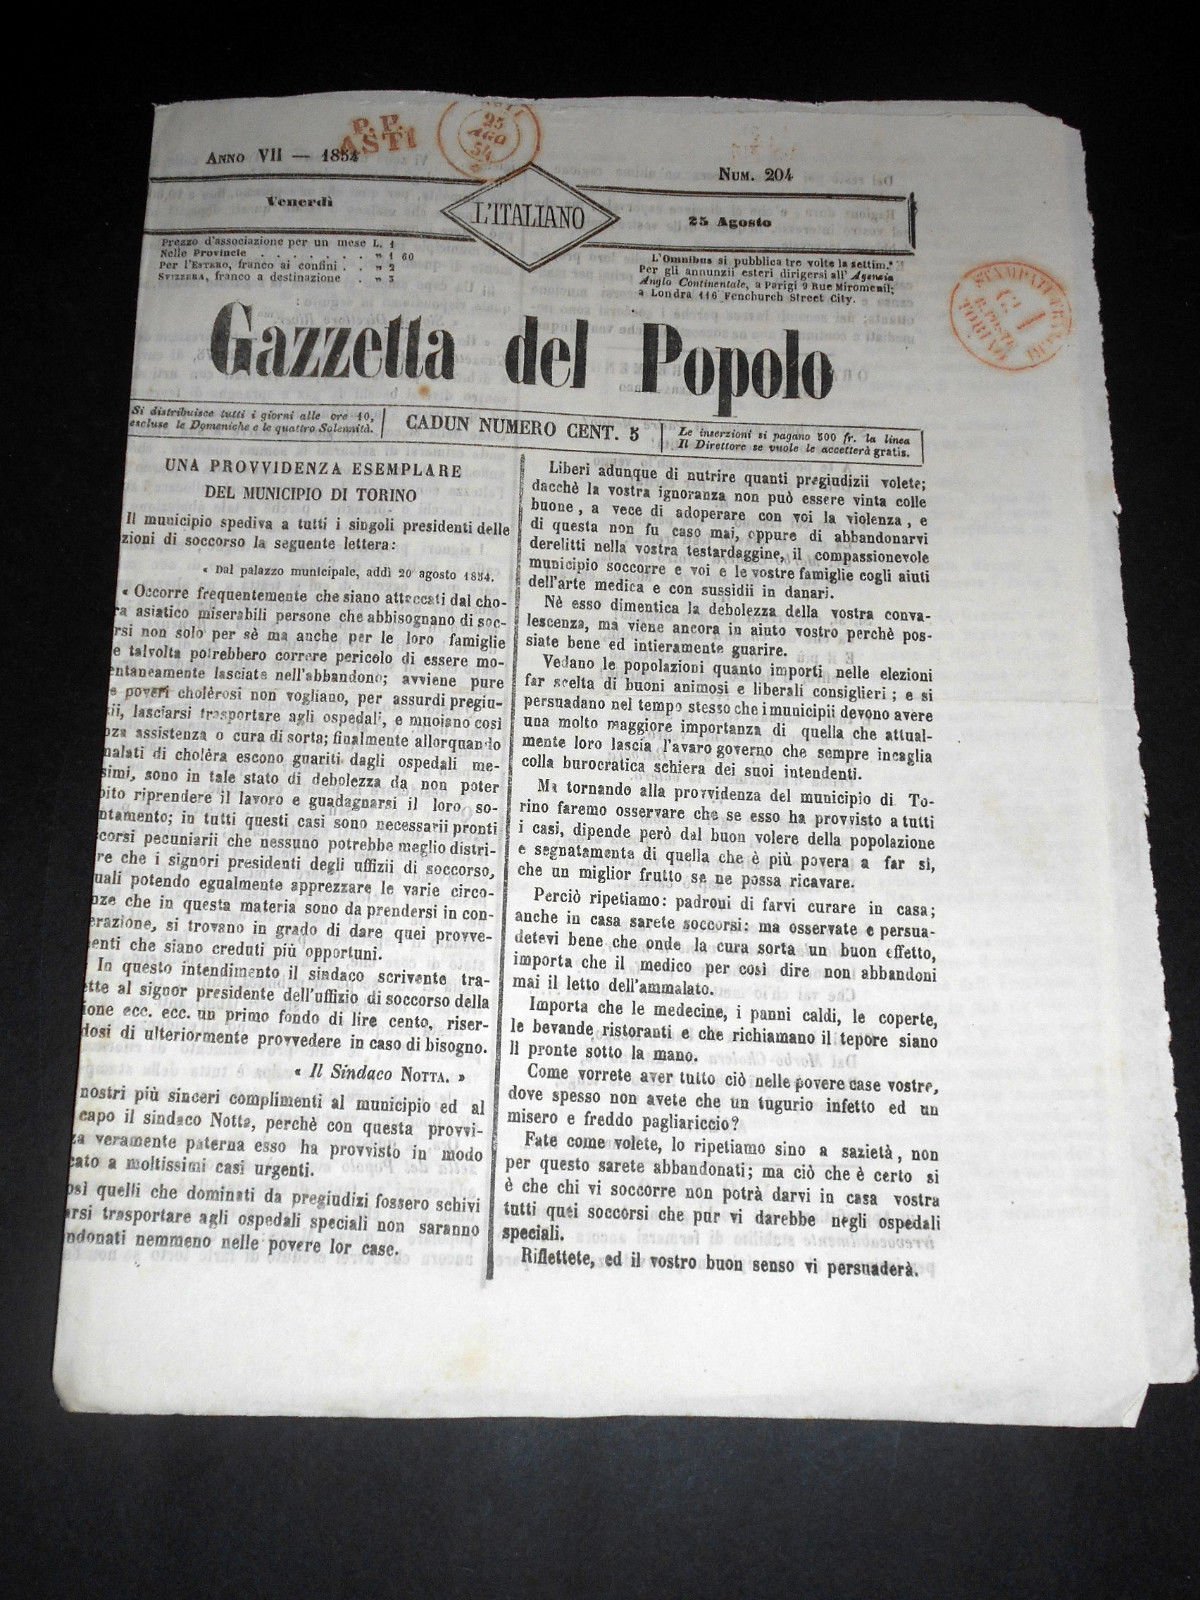 P. P.
ASTI
25
AGO
54
ANNO VII — 1854
NUM. 204
Venerdì
L'ITALIANO
25 Agosto
Prezzo d'associazione per un mese L. 1
Nelle Provincie . . . . . . . » 1 60
Per l'ESTERO, franco ai confini . . » 2
SVIZZERA, franco a destinazione . » 3
L'Omnibus si pubblica tre volte la settim.ª
Per gli annunzii esteri dirigersi all' Agenzia
Anglo Continentale, a Parigi 9 Rue Miromenil;
a Londra 116 Fenchurch Street City.
STAMPATI FRANCHI
TORINO
Gazzetta del Popolo
Si distribuisce tutti i giorni alle ore 10,
escluse le Domeniche e le quattro Solennità.
CADUN NUMERO CENT. 5
Le inserzioni si pagano 500 fr. la linea
Il Direttore se vuole le accetterà gratis.
UNA PROVVIDENZA ESEMPLARE
DEL MUNICIPIO DI TORINO
Il municipio spediva a tutti i singoli presidenti delle
zioni di soccorso la seguente lettera:
« Dal palazzo municipale, addì 20 agosto 1854.
« Occorre frequentemente che siano attaccati dal cho-
ra asiatico miserabili persone che abbisognano di soc-
rsi non solo per sè ma anche per le loro famiglie
e talvolta potrebbero correre pericolo di essere mo-
entaneamente lasciate nell'abbandono; avviene pure
e poveri cholèrosi non vogliano, per assurdi pregiu-
ii, lasciarsi trasportare agli ospedali, e muoiano così
nza assistenza o cura di sorta; finalmente allorquando
malati di cholèra escono guariti dagli ospedali me-
simi, sono in tale stato di debolezza da non poter
bito riprendere il lavoro e guadagnarsi il loro so-
ntamento; in tutti questi casi sono necessarii pronti
corsi pecuniarii che nessuno potrebbe meglio distri-
re che i signori presidenti degli uffizii di soccorso,
uali potendo egualmente apprezzare le varie circo-
nze che in questa materia sono da prendersi in con-
erazione, si trovano in grado di dare quei provve-
enti che siano creduti più opportuni.
In questo intendimento il sindaco scrivente tra-
ette al signor presidente dell'uffizio di soccorso della
ione ecc. ecc. un primo fondo di lire cento, riser-
dosi di ulteriormente provvedere in caso di bisogno.
« Il Sindaco NOTTA. »
nostri più sinceri complimenti al municipio ed al
capo il sindaco Notta, perchè con questa provvi-
za veramente paterna esso ha provvisto in modo
cato a moltissimi casi urgenti.
osì quelli che dominati da pregiudizi fossero schivi
arsi trasportare agli ospedali speciali non saranno
ndonati nemmeno nelle povere lor case.
Liberi adunque di nutrire quanti pregiudizii volete;
dacchè la vostra ignoranza non può essere vinta colle
buone, a vece di adoperare con voi la violenza, e
di questa non fu caso mai, oppure di abbandonarvi
derelitti nella vostra testardaggine, il compassionevole
municipio soccorre e voi e le vostre famiglie cogli aiuti
dell'arte medica e con sussidii in danari.
Nè esso dimentica la debolezza della vostra conva-
lescenza, ma viene ancora in aiuto vostro perchè pos-
siate bene ed intieramente guarire.
Vedano le popolazioni quanto importi nelle elezioni
far scelta di buoni animosi e liberali consiglieri; e si
persuadano nel tempo stesso che i municipii devono avere
una molto maggiore importanza di quella che attual-
mente loro lascia l'avaro governo che sempre incaglia
colla burocratica schiera dei suoi intendenti.
Ma tornando alla provvidenza del municipio di To-
rino faremo osservare che se esso ha provvisto a tutti
i casi, dipende però dal buon volere della popolazione
e segnatamente di quella che è più povera a far sì,
che un miglior frutto se ne possa ricavare.
Perciò ripetiamo: padroni di farvi curare in casa;
anche in casa sarete soccorsi: ma osservate e persua-
detevi bene che onde la cura sorta un buon effetto,
importa che il medico per così dire non abbandoni
mai il letto dell'ammalato.
Importa che le medecine, i panni caldi, le coperte,
le bevande ristoranti e che richiamano il tepore siano
lì pronte sotto la mano.
Come vorrete aver tutto ciò nelle povere case vostre,
dove spesso non avete che un tugurio infetto ed un
misero e freddo pagliariccio?
Fate come volete, lo ripetiamo sino a sazietà, non
per questo sarete abbandonati; ma ciò che è certo si
è che chi vi soccorre non potrà darvi in casa vostra
tutti quei soccorsi che pur vi darebbe negli ospedali
speciali.
Riflettete, ed il vostro buon senso vi persuaderà.